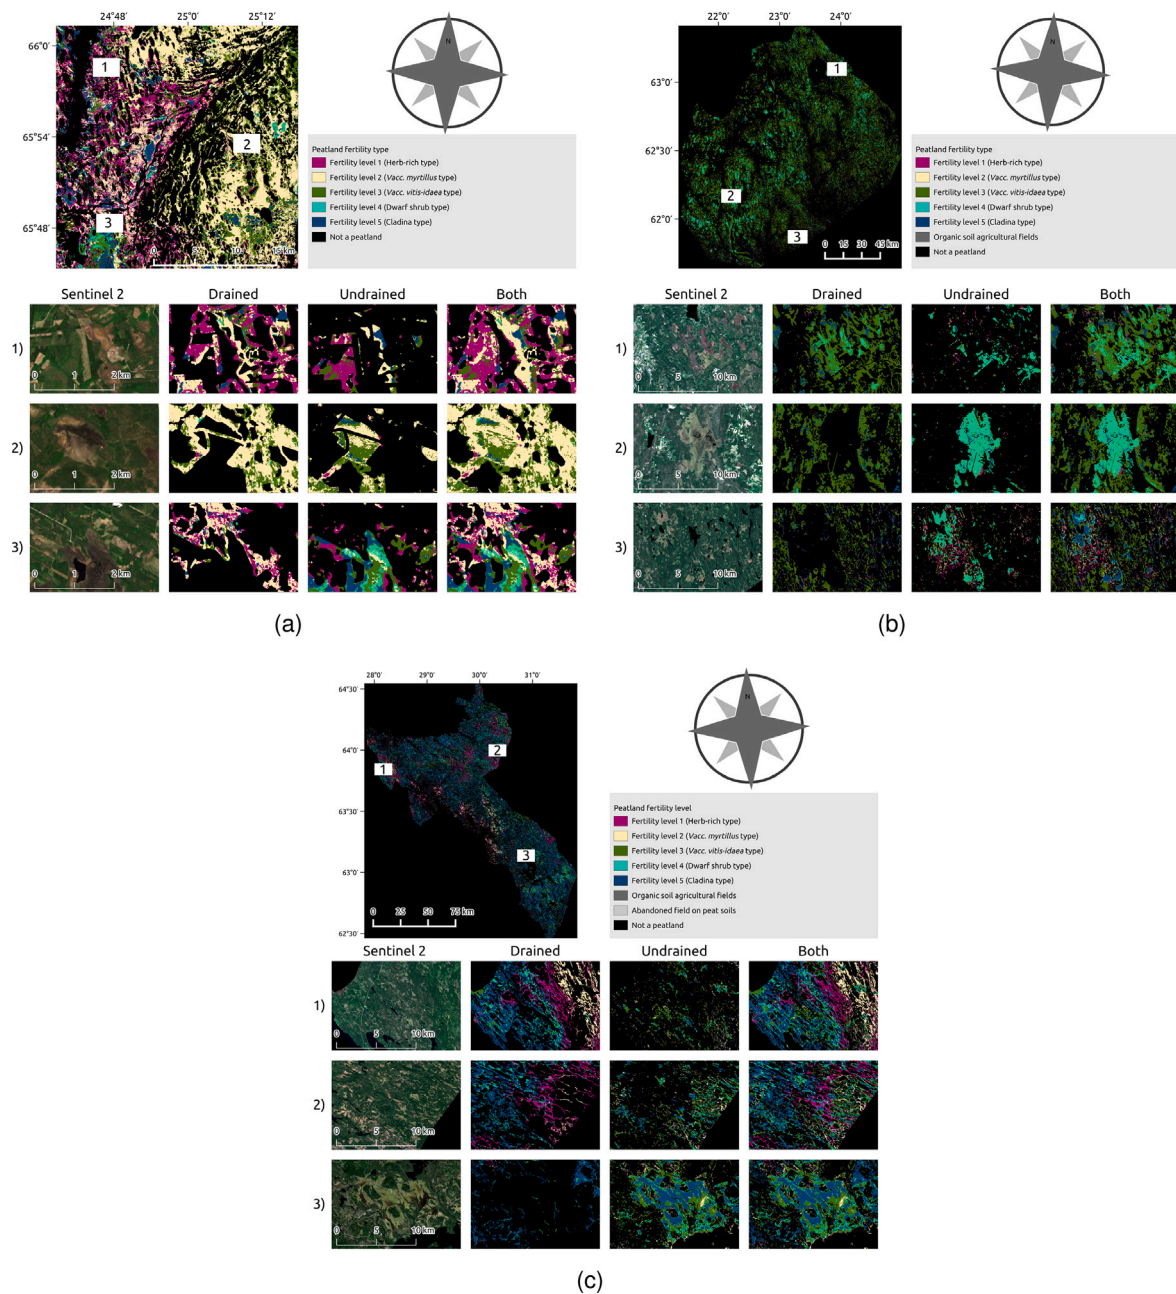 24°48' 25°0' 25°12'
66°0'
65°54'
65°48'
1
2
3
0 5 10 15 km
N
Peatland fertility type
Fertility level 1 (Herb-rich type)
Fertility level 2 (Vacc. myrtillus type)
Fertility level 3 (Vacc. vitis-idaea type)
Fertility level 4 (Dwarf shrub type)
Fertility level 5 (Cladina type)
Not a peatland
Sentinel 2 Drained Undrained Both
1)
0 1 2 km
2)
0 1 2 km
3)
0 1 2 km
(a)
22°0' 23°0' 24°0'
63°0'
62°30'
62°0'
1
2
3
0 15 30 45 km
N
Peatland fertility type
Fertility level 1 (Herb-rich type)
Fertility level 2 (Vacc. myrtillus type)
Fertility level 3 (Vacc. vitis-idaea type)
Fertility level 4 (Dwarf shrub type)
Fertility level 5 (Cladina type)
Organic soil agricultural fields
Not a peatland
Sentinel 2 Drained Undrained Both
1)
0 5 10 km
2)
0 5 10 km
3)
0 5 10 km
(b)
28°0' 29°0' 30°0' 31°0'
64°30'
64°0'
63°30'
63°0'
62°30'
1
2
3
0 25 50 75 km
N
Peatland fertility level
Fertility level 1 (Herb-rich type)
Fertility level 2 (Vacc. myrtillus type)
Fertility level 3 (Vacc. vitis-idaea type)
Fertility level 4 (Dwarf shrub type)
Fertility level 5 (Cladina type)
Organic soil agricultural fields
Abandoned field on peat soils
Not a peatland
Sentinel 2 Drained Undrained Both
1)
0 5 10 km
2)
0 5 10 km
3)
0 5 10 km
(c)